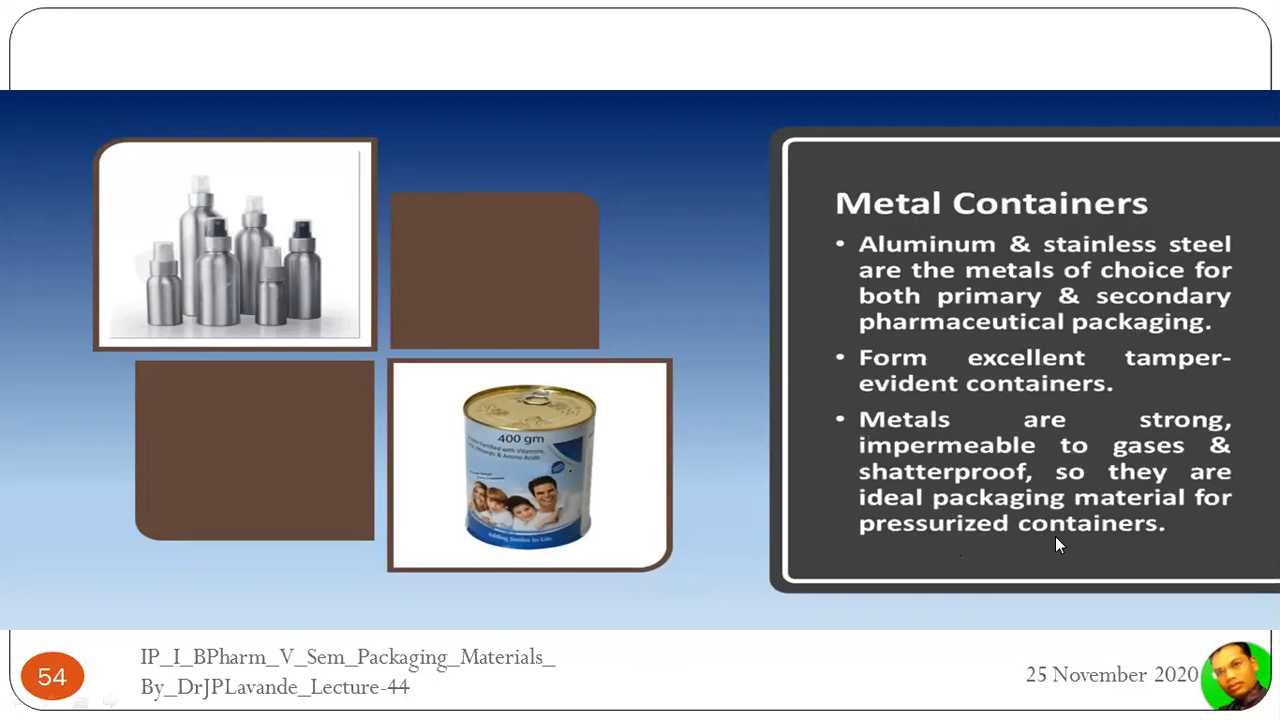 Metal Containers
• Aluminum & stainless steel
are the metals of choice for
both primary & secondary
pharmaceutical packaging.
• Form excellent tamper-
evident containers.
• Metals are strong,
impermeable to gases &
shatterproof, so they are
ideal packaging material for
pressurized containers.
400 gm
54
IP_I_BPharm_V_Sem_Packaging_Materials_
By_DrJPLavande_Lecture-44
25 November 2020